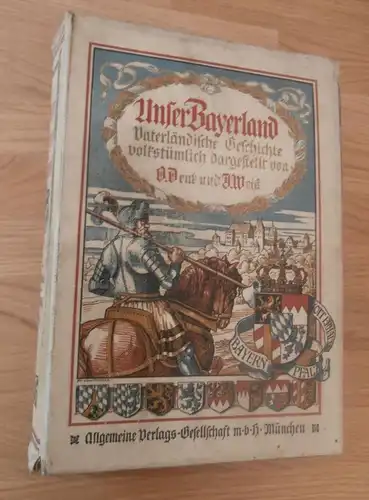 Unser Bayerland
Vaterländische Geschichte
volkstümlich dargestellt von
O. Denk und J. Weiß
BAYERN
PFALZ
Allgemeine Verlags-Gesellschaft m·b·H· München